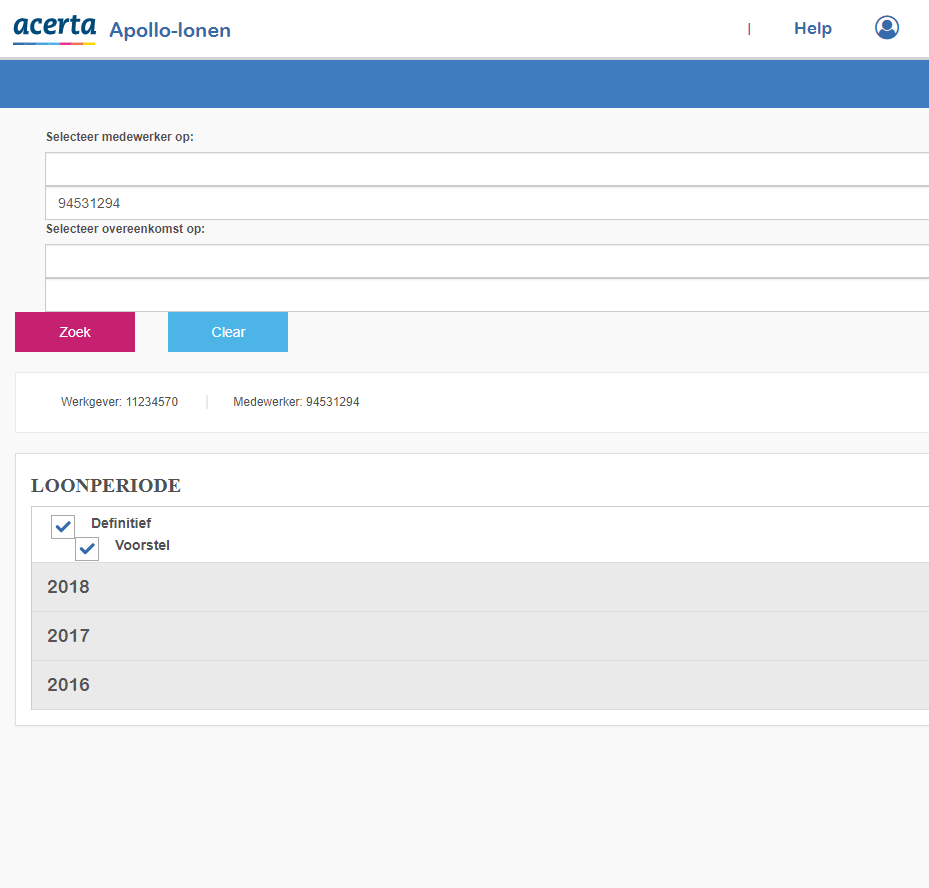 acerta Apollo-lonen | Help
Selecteer medewerker op:
94531294
Selecteer overeenkomst op:
Zoek Clear
Werkgever: 11234570 | Medewerker: 94531294
LOONPERIODE
Definitief
Voorstel
2018
2017
2016